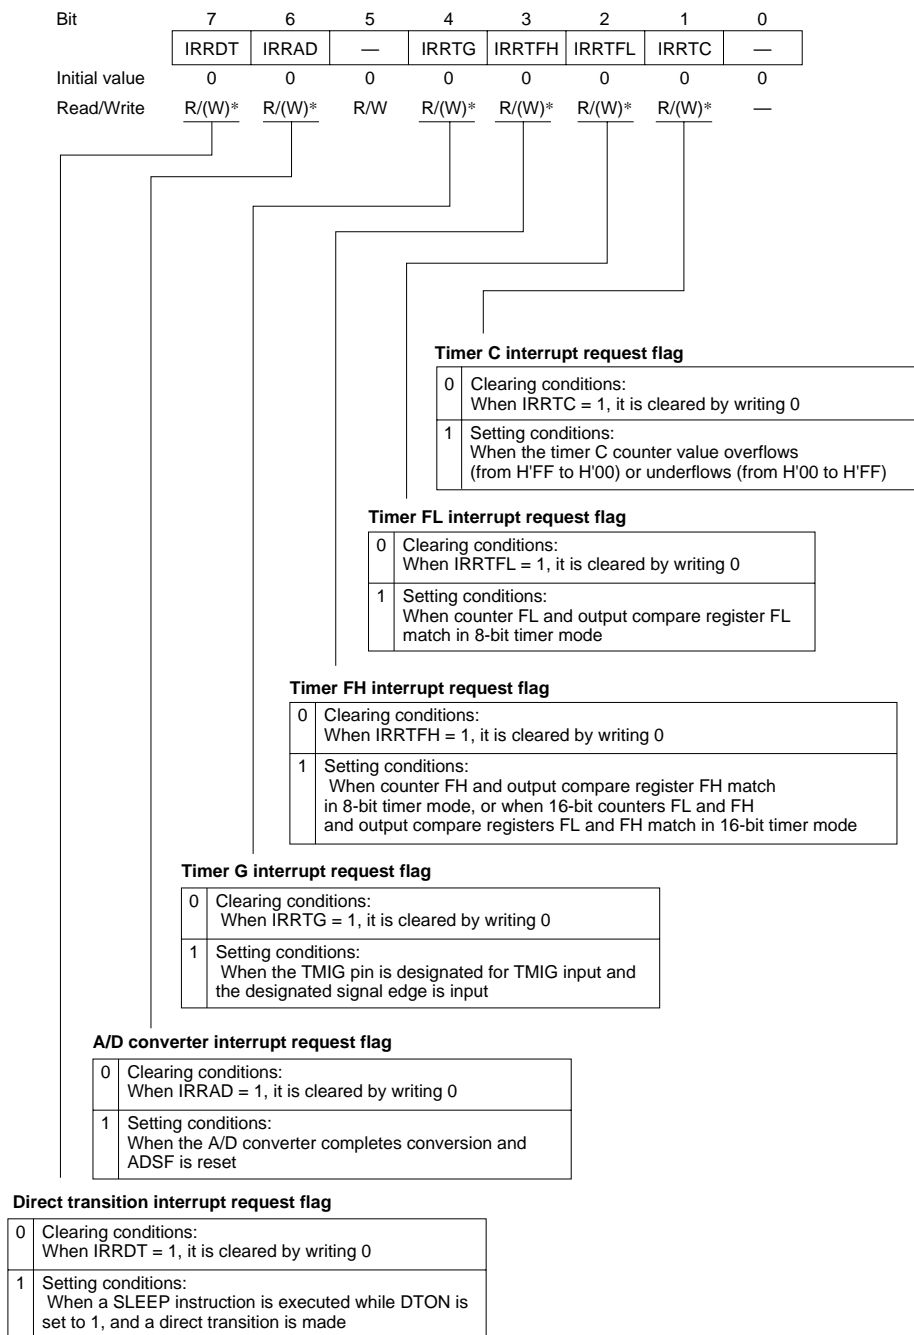 Bit 7 6 5 4 3 2 1 0
IRRDT IRRAD — IRRTG IRRTFH IRRTFL IRRTC —
Initial value 0 0 0 0 0 0 0 0
Read/Write R/(W)* R/(W)* R/W R/(W)* R/(W)* R/(W)* R/(W)* —
Timer C interrupt request flag
0 Clearing conditions:
When IRRTC = 1, it is cleared by writing 0
1 Setting conditions:
When the timer C counter value overflows
(from H'FF to H'00) or underflows (from H'00 to H'FF)
Timer FL interrupt request flag
0 Clearing conditions:
When IRRTFL = 1, it is cleared by writing 0
1 Setting conditions:
When counter FL and output compare register FL
match in 8-bit timer mode
Timer FH interrupt request flag
0 Clearing conditions:
When IRRTFH = 1, it is cleared by writing 0
1 Setting conditions:
When counter FH and output compare register FH match
in 8-bit timer mode, or when 16-bit counters FL and FH
and output compare registers FL and FH match in 16-bit timer mode
Timer G interrupt request flag
0 Clearing conditions:
When IRRTG = 1, it is cleared by writing 0
1 Setting conditions:
When the TMIG pin is designated for TMIG input and
the designated signal edge is input
A/D converter interrupt request flag
0 Clearing conditions:
When IRRAD = 1, it is cleared by writing 0
1 Setting conditions:
When the A/D converter completes conversion and
ADSF is reset
Direct transition interrupt request flag
0 Clearing conditions:
When IRRDT = 1, it is cleared by writing 0
1 Setting conditions:
When a SLEEP instruction is executed while DTON is
set to 1, and a direct transition is made